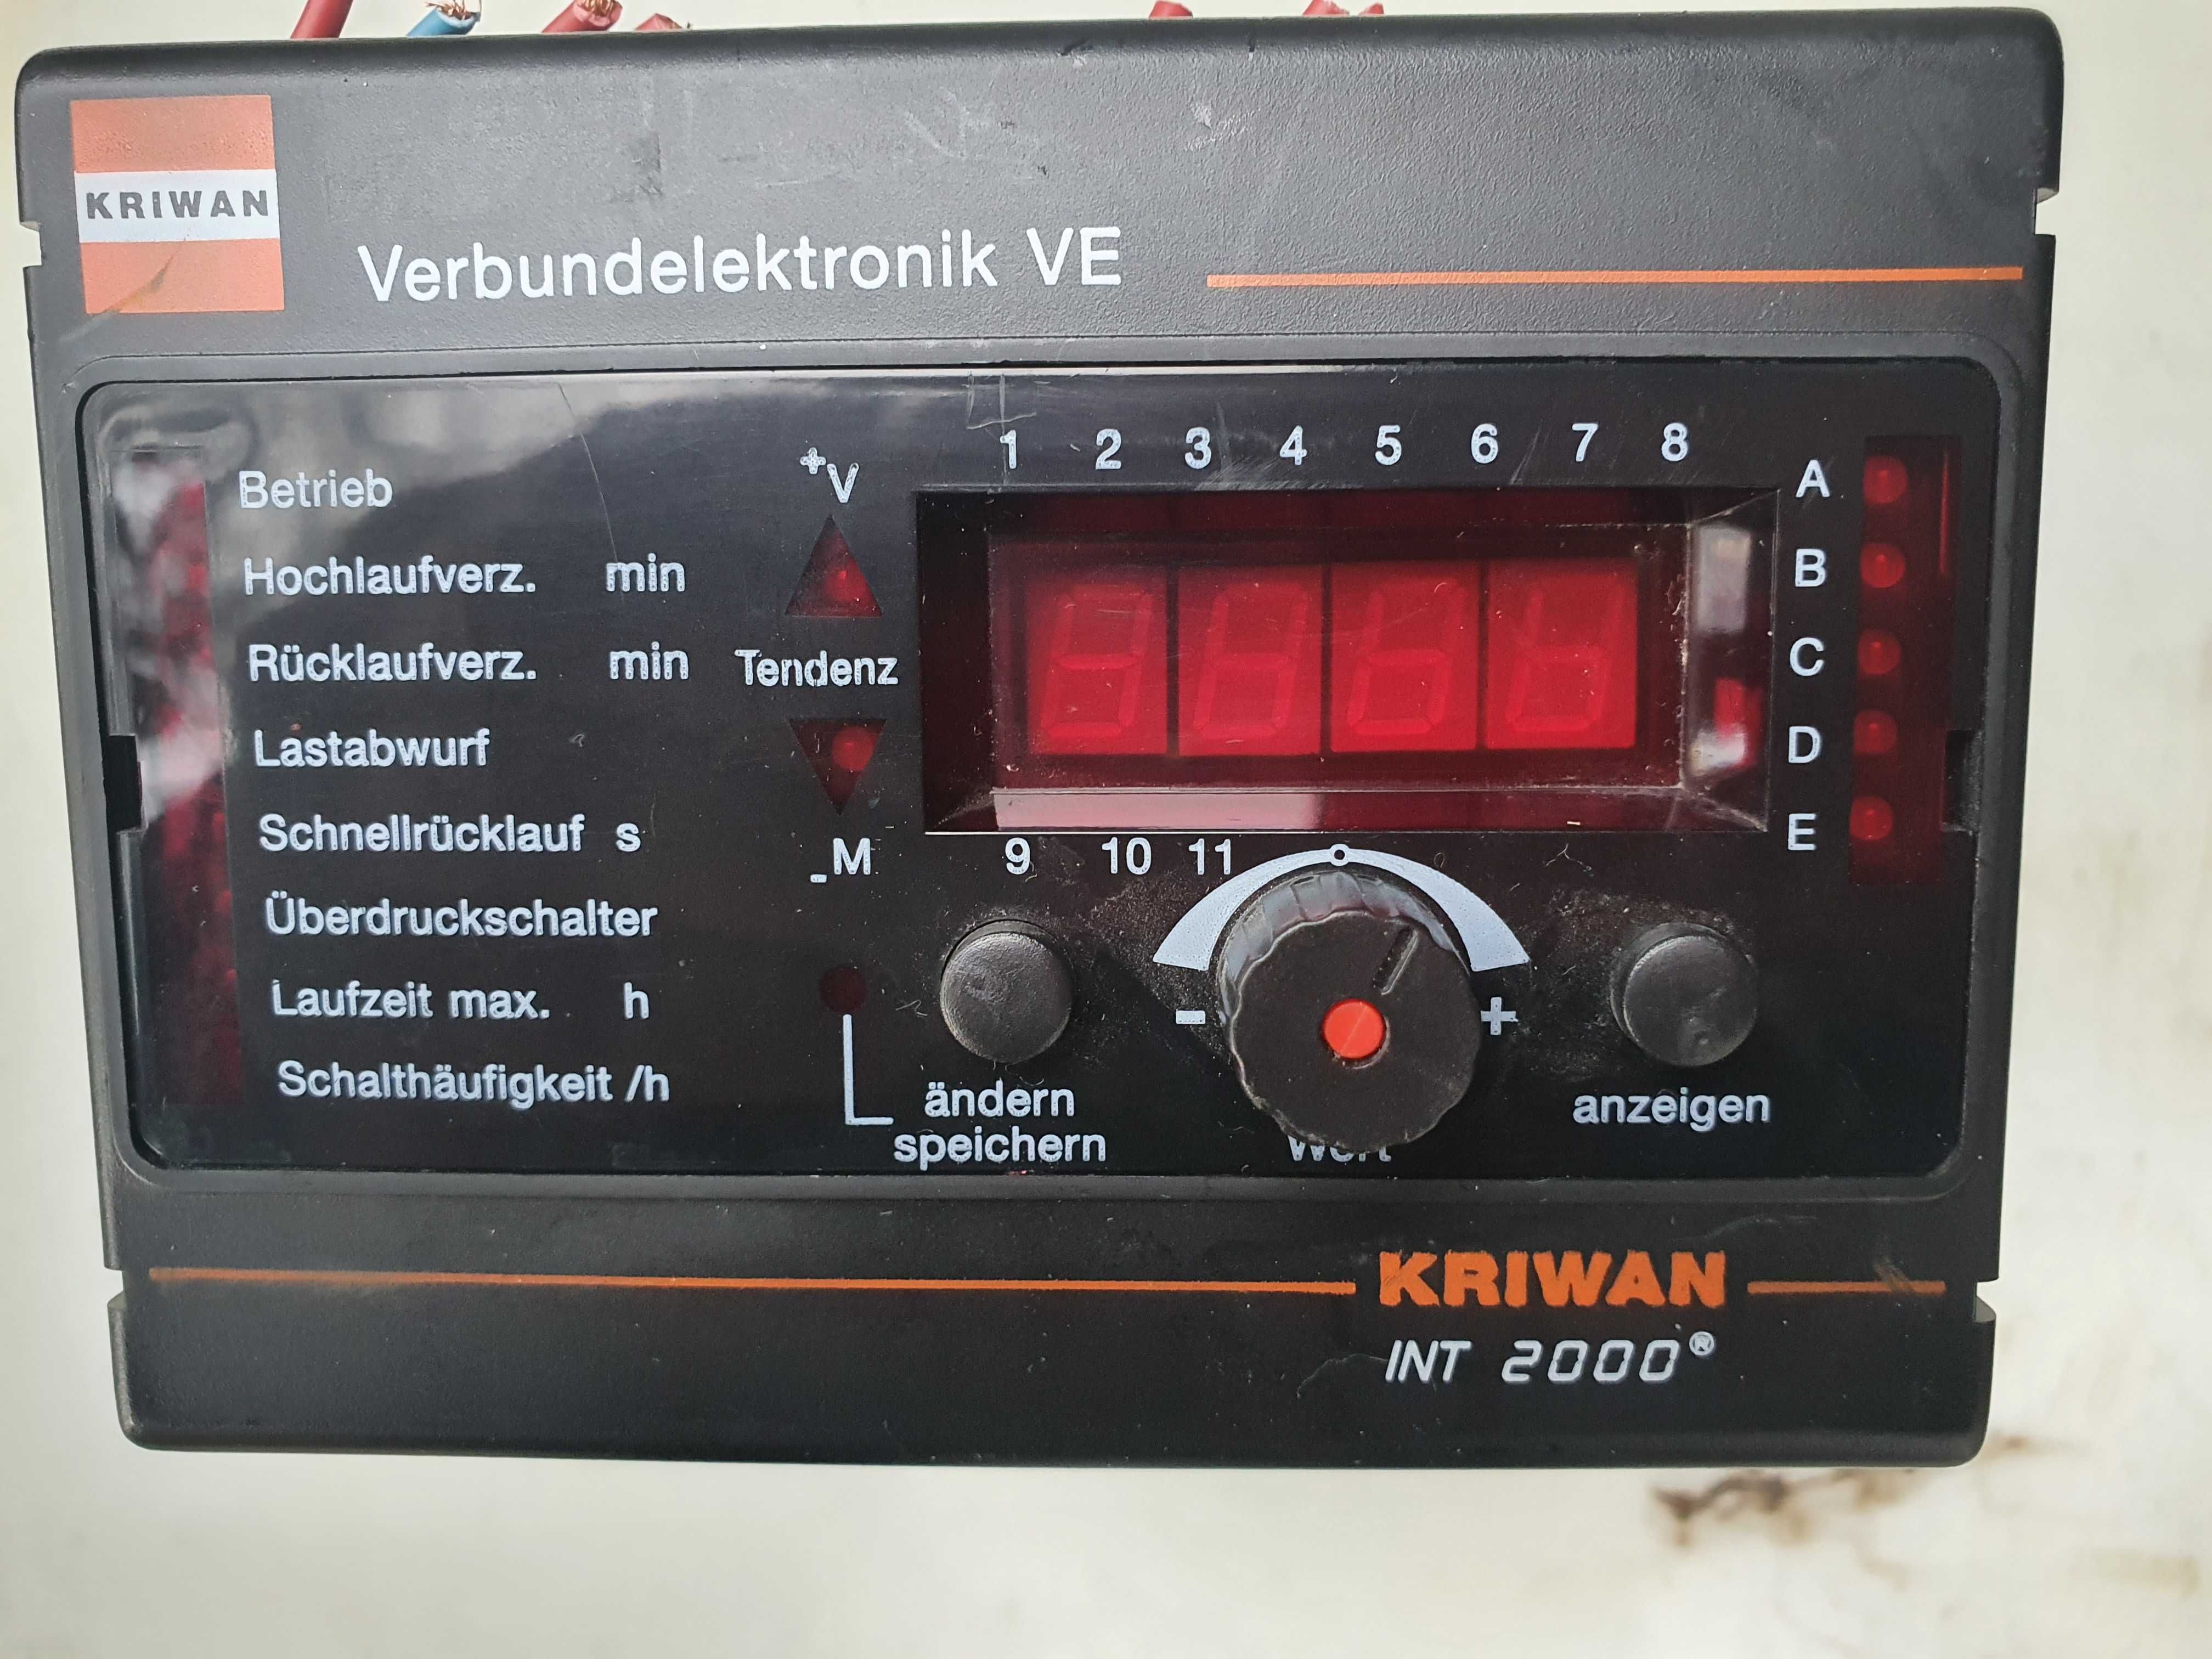 KRIWAN
Verbundelektronik VE
Betrieb
Hochlaufverz. min
Rücklaufverz. min
Lastabwurf
Schnellrücklauf s
Überdruckschalter
Laufzeit max. h
Schalthäufigkeit /h
+V
Tendenz
-M
1 2 3 4 5 6 7 8
9 10 11
A
B
C
D
E
- +
ändern
speichern
Wert
anzeigen
KRIWAN
INT 2000®